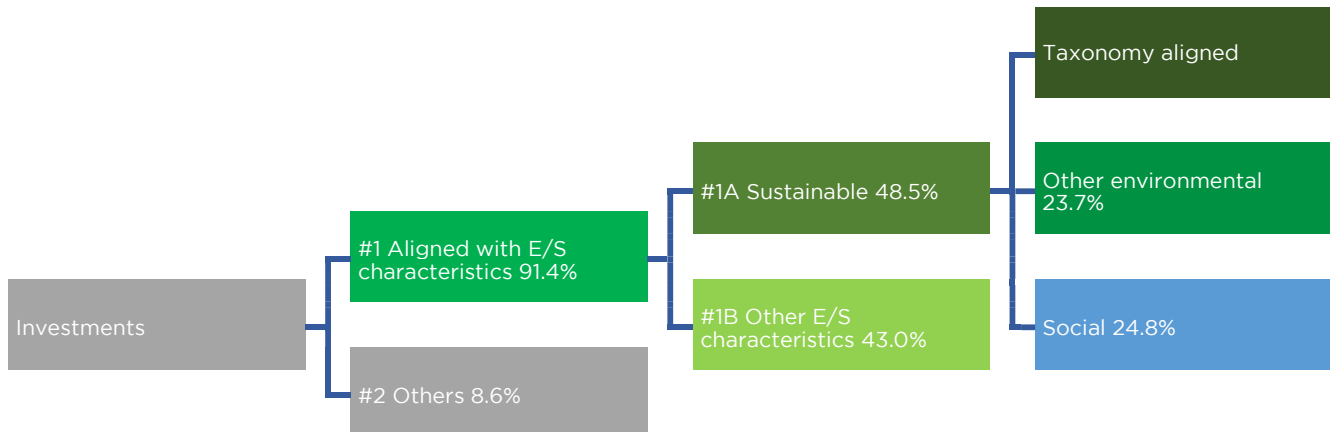 Investments
#1 Aligned with E/S
characteristics 91.4%
#2 Others 8.6%
#1A Sustainable 48.5%
#1B Other E/S
characteristics 43.0%
Taxonomy aligned
Other environmental
23.7%
Social 24.8%